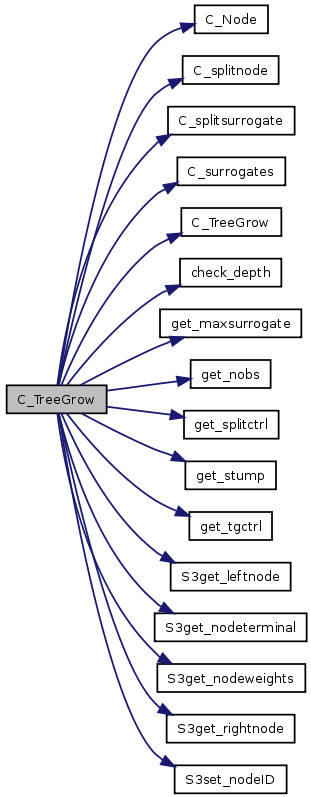 C_Node
C_splitnode
C_splitsurrogate
C_surrogates
C_TreeGrow
check_depth
get_maxsurrogate
get_nobs
C_TreeGrow
get_splitctrl
get_stump
get_tgctrl
S3get_leftnode
S3get_nodeterminal
S3get_nodeweights
S3get_rightnode
S3set_nodeID